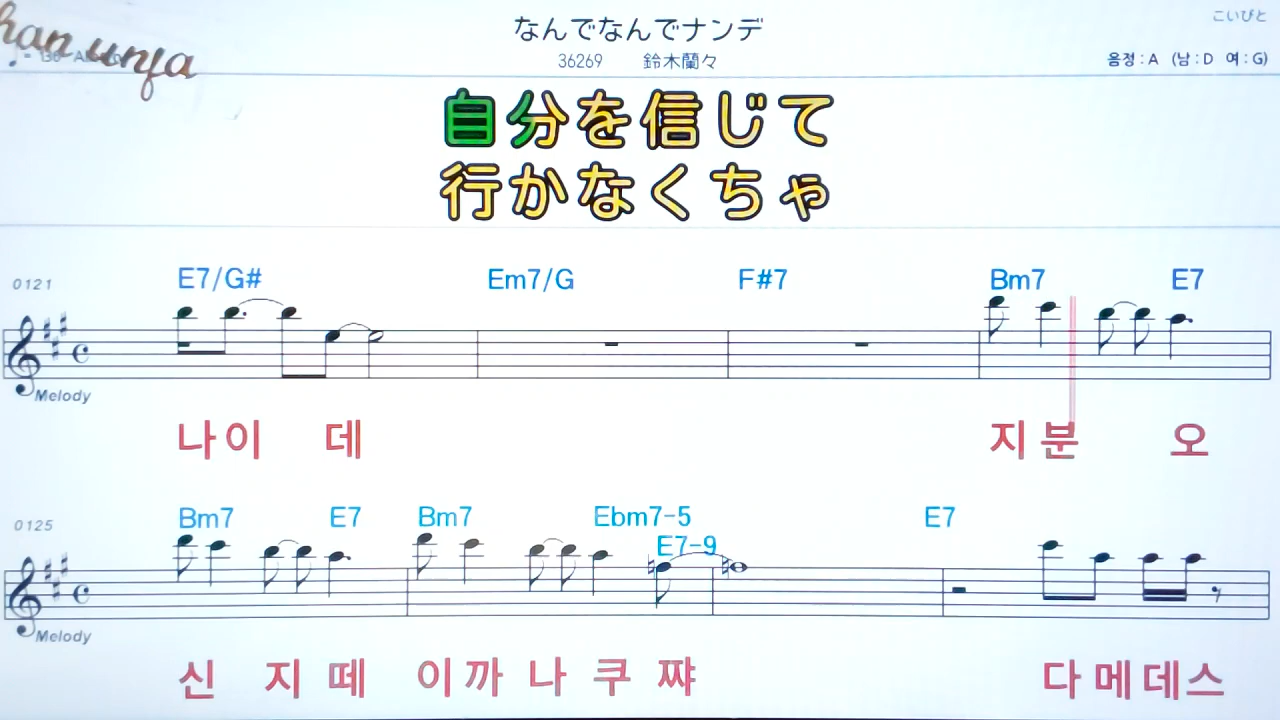 こいびと
なんでなんでナンデ
36269 鈴木蘭々
음정 : A (남 : D 여 : G)
han unja
自分を信じて
行かなくちゃ
0121 E7/G# Em7/G F#7 Bm7 E7
Melody
나이 데 지 분 오
0125 Bm7 E7 Bm7 Ebm7-5 E7
E7-9
Melody
신 지 떼 이 까 나 쿠 쨔 다 메 데 스